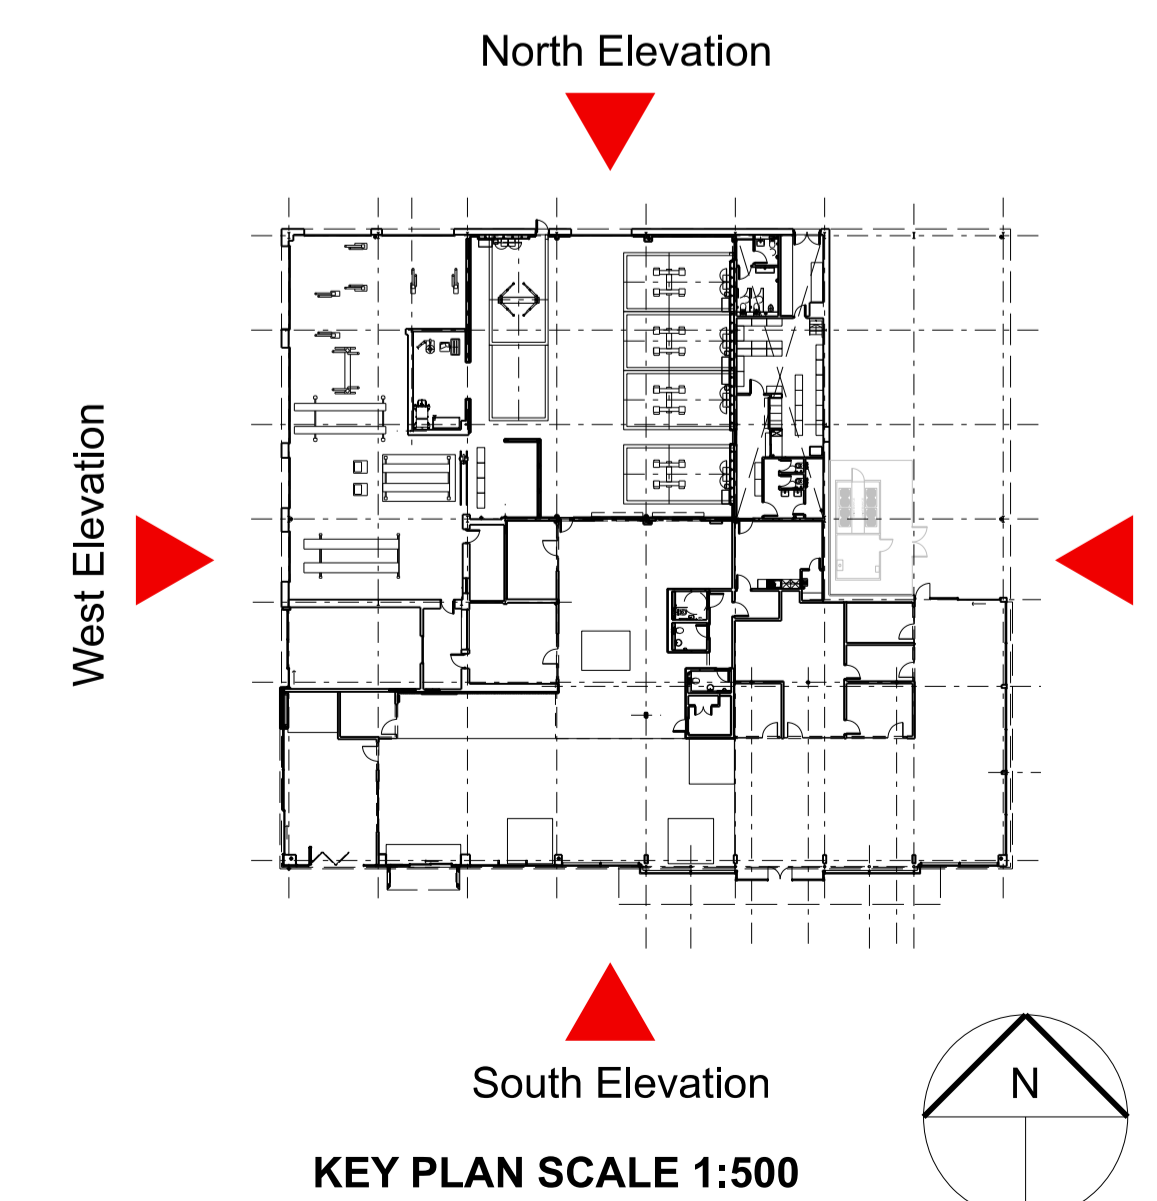 North Elevation
West Elevation
South Elevation
N
KEY PLAN SCALE 1:500